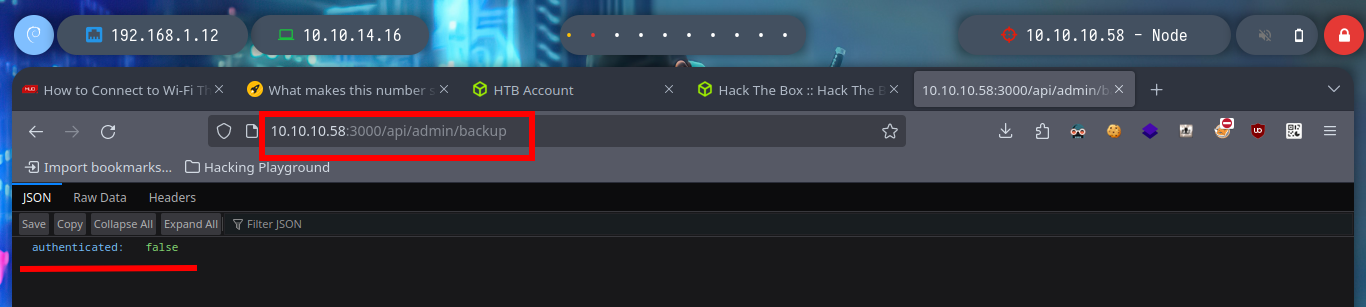 192.168.1.12
10.10.14.16
10.10.10.58 - Node
How to Connect to Wi-Fi Th
What makes this number s
HTB Account
Hack The Box :: Hack The B
10.10.10.58:3000/api/admin/b
10.10.10.58:3000/api/admin/backup
Import bookmarks...
Hacking Playground
JSON
Raw Data
Headers
Save
Copy
Collapse All
Expand All
Filter JSON
authenticated: false